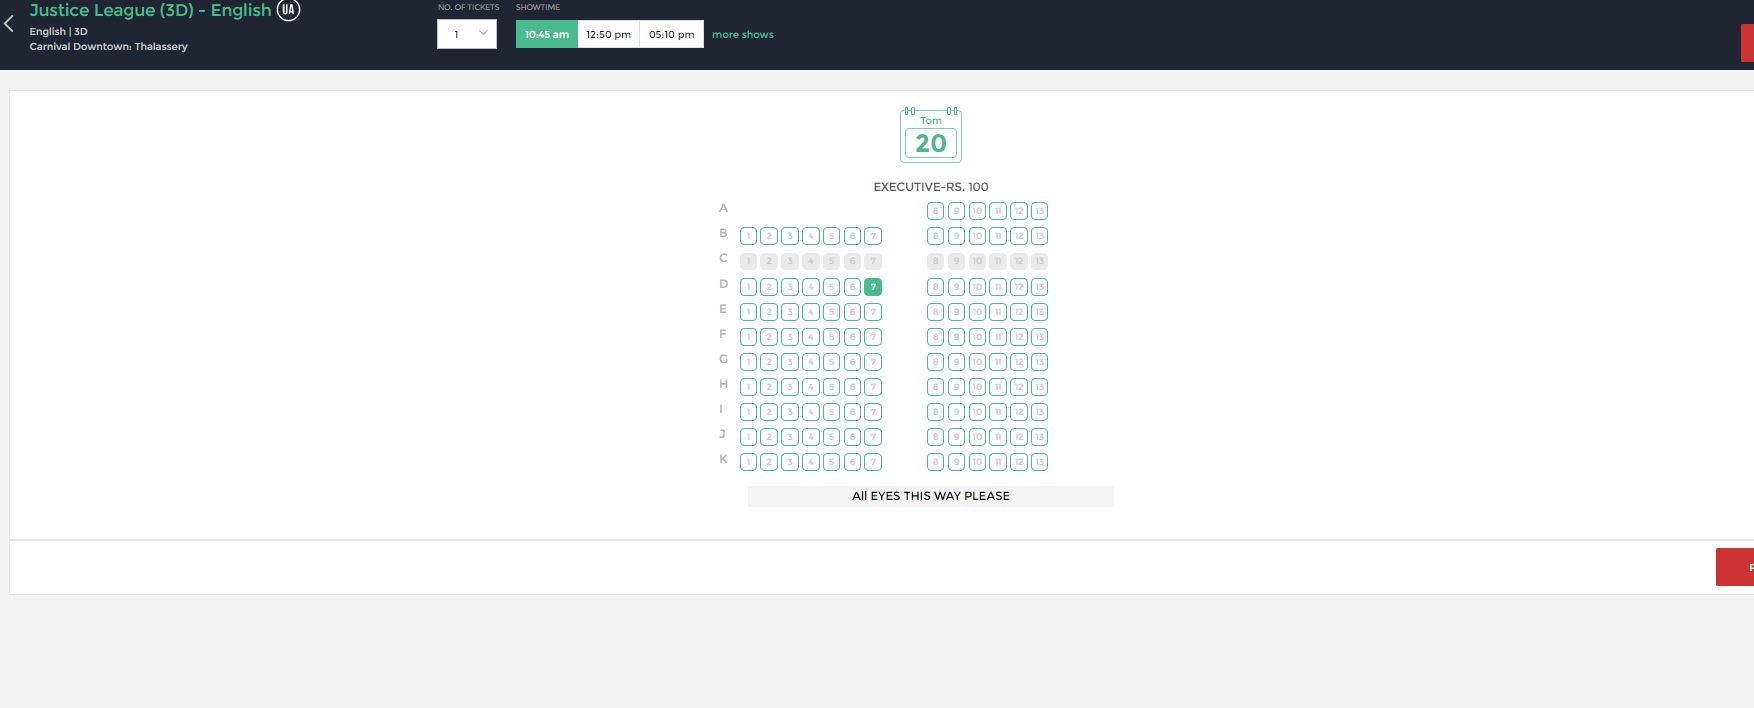 Justice League (3D) - English UA
English | 3D
Carnival Downtown: Thalassery
NO. OF TICKETS
1
SHOWTIME
10:45 am 12:50 pm 05:10 pm more shows
Tom
20
EXECUTIVE-RS. 100
A 8 9 10 11 12 13
B 1 2 3 4 5 6 7 8 9 10 11 12 13
C 1 2 3 4 5 6 7 8 9 10 11 12 13
D 1 2 3 4 5 6 7 8 9 10 11 12 13
E 1 2 3 4 5 6 7 8 9 10 11 12 13
F 1 2 3 4 5 6 7 8 9 10 11 12 13
G 1 2 3 4 5 6 7 8 9 10 11 12 13
H 1 2 3 4 5 6 7 8 9 10 11 12 13
I 1 2 3 4 5 6 7 8 9 10 11 12 13
J 1 2 3 4 5 6 7 8 9 10 11 12 13
K 1 2 3 4 5 6 7 8 9 10 11 12 13
All EYES THIS WAY PLEASE